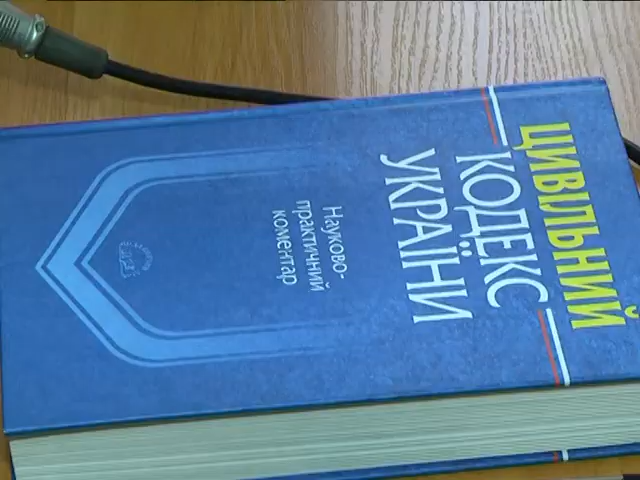 ЦИВІЛЬНИЙ
КОДЕКС
УКРАЇНИ
Науково-
практичний
коментар